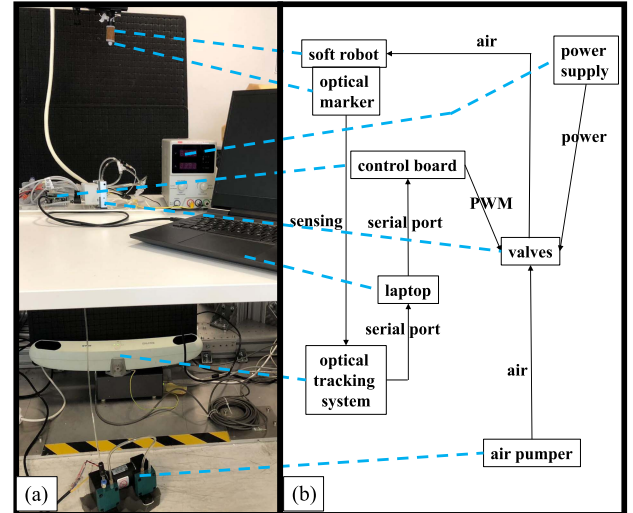 soft robot
air
power
supply
optical
marker
power
control board
PWM
sensing
serial port
valves
laptop
serial port
optical
tracking
system
air
air pumper
(a)
(b)